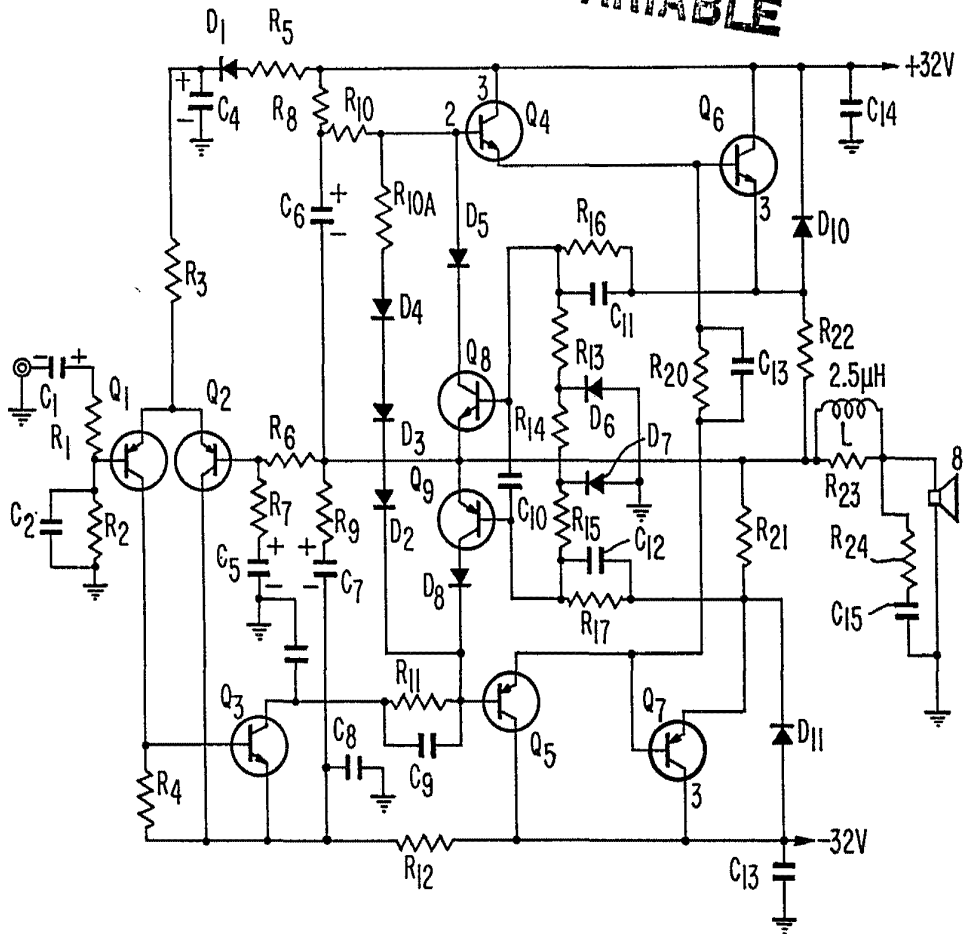 VARIABLE
D1 R5
+32V
R8 R10 3 2 Q4 Q6 C14
+ - C4
C6 + - R10A D5 R16 3 D10
R3 D4 C11
R13 R20 C13 R22
Q8 2.5μH
- + C1 R1 Q1 Q2 R6 D3 R14 D6 D7 L 8
Q9 R23
C2 R2 R7 R9 D2 C10 R15 C12 R21 R24
C5 + - + - C7 D8 R17 C15
Q3 R11 Q5 Q7 D11
R4 C8 C9 3
-32V
R12 C13